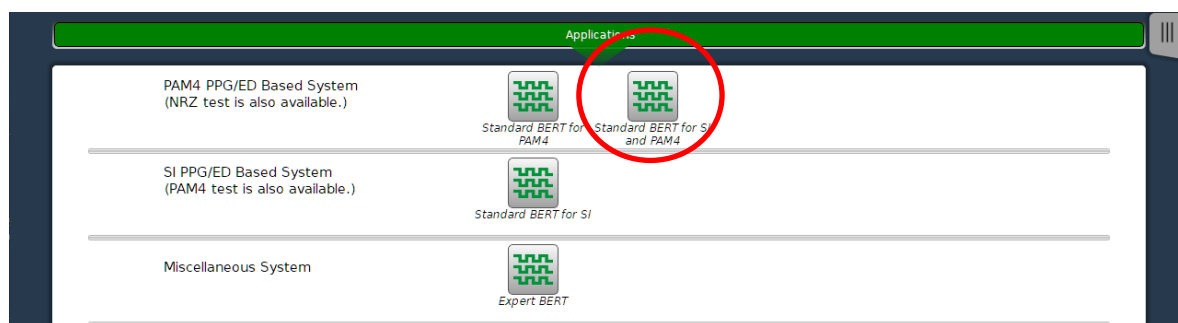 Applications
PAM4 PPG/ED Based System
(NRZ test is also available.)
Standard BERT for
PAM4
Standard BERT for SI
and PAM4
SI PPG/ED Based System
(PAM4 test is also available.)
Standard BERT for SI
Miscellaneous System
Expert BERT